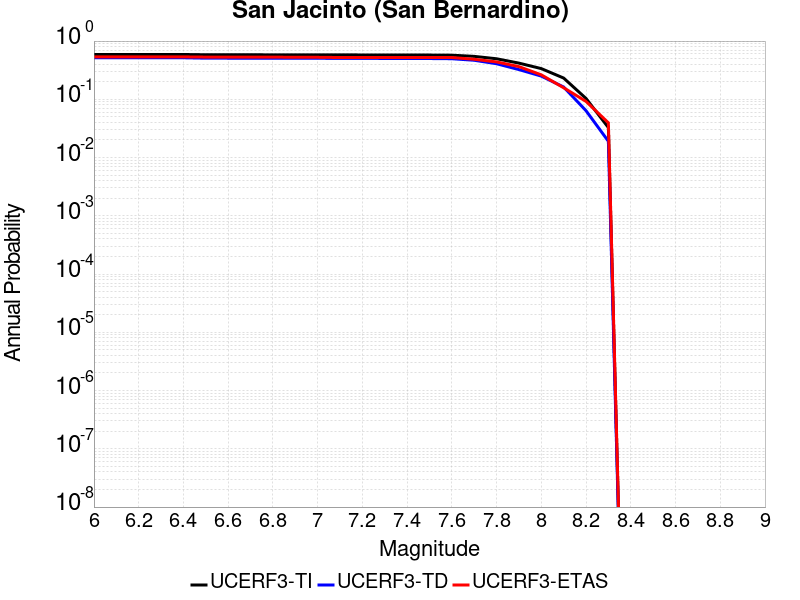 San Jacinto (San Bernardino)
10^0
10^-1
10^-2
10^-3
10^-4
10^-5
10^-6
10^-7
10^-8
Annual Probability
6 6.2 6.4 6.6 6.8 7 7.2 7.4 7.6 7.8 8 8.2 8.4 8.6 8.8 9
Magnitude
UCERF3-TI UCERF3-TD UCERF3-ETAS